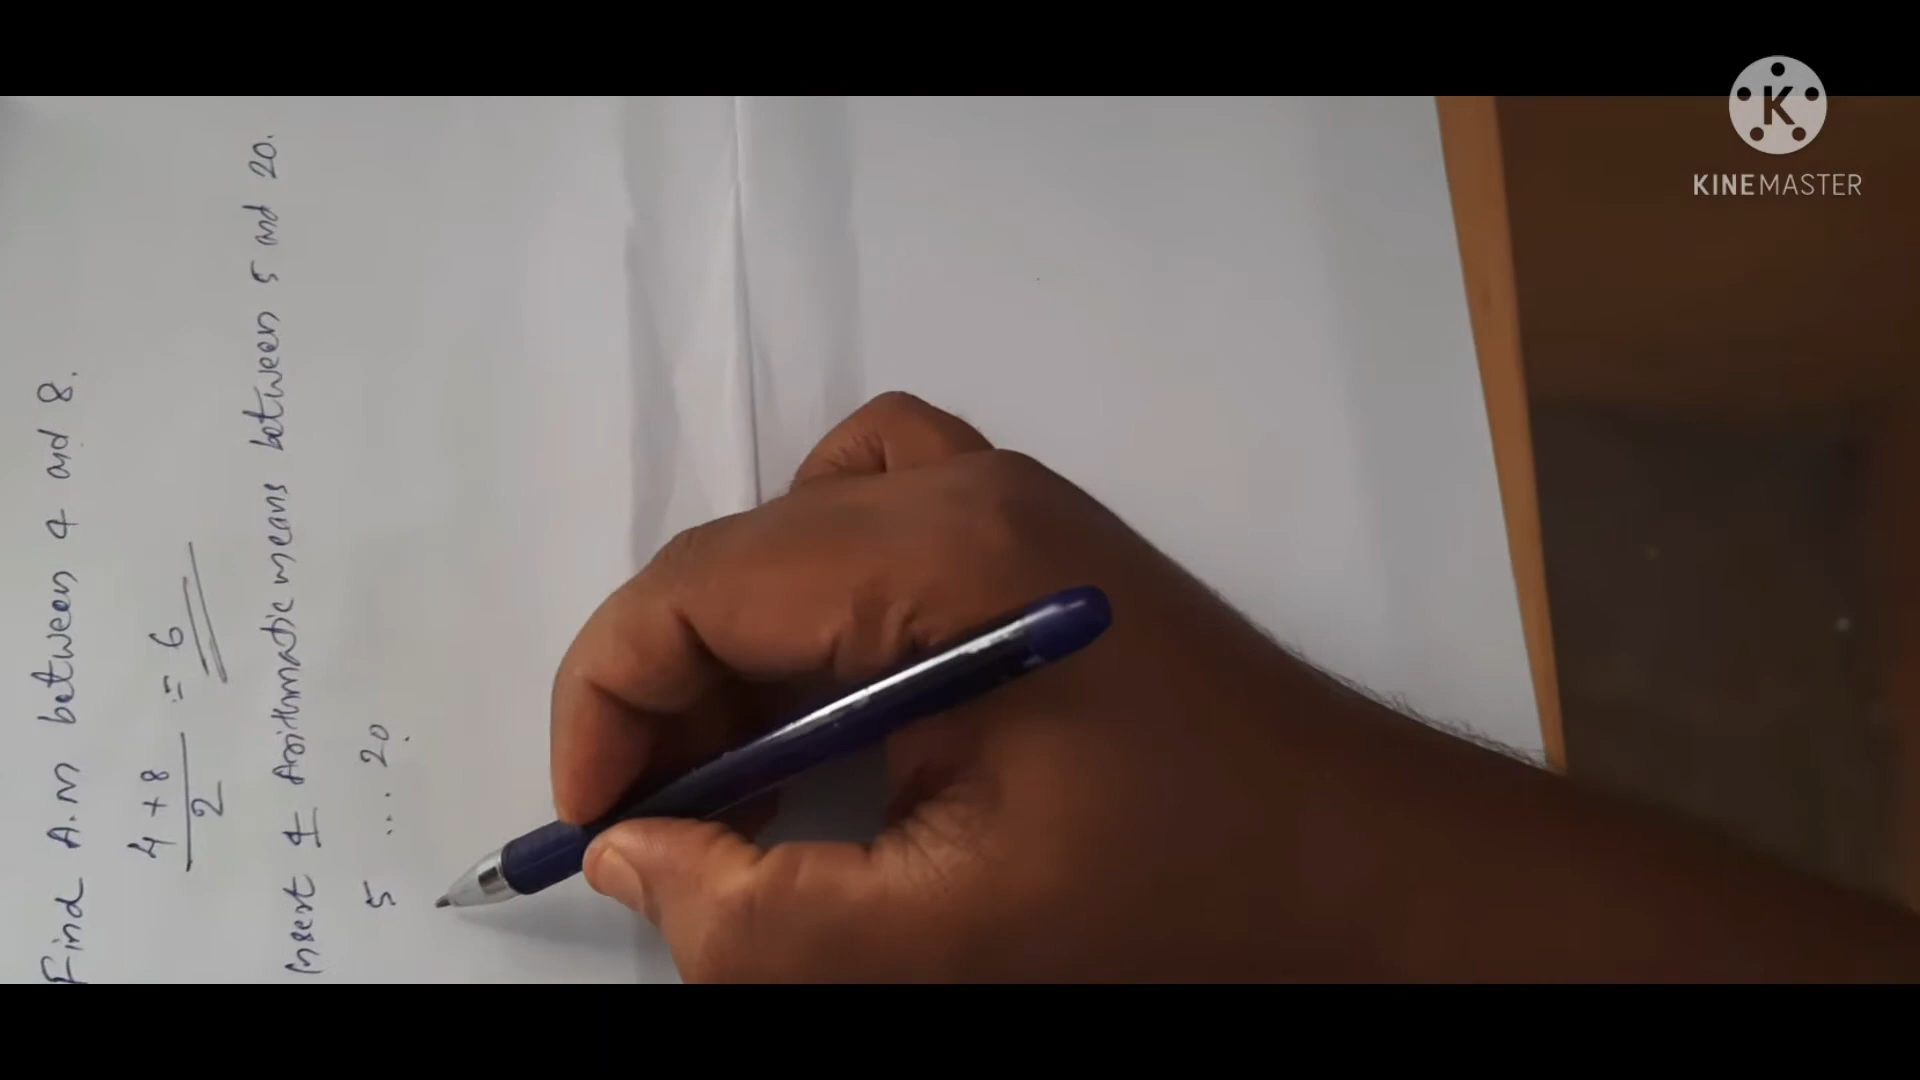 Find A.M between 4 and 8.
4 + 8
2
= 6
Insert 4 Arithmatic means between 5 and 20.
5 ... 20.
KINEMASTER